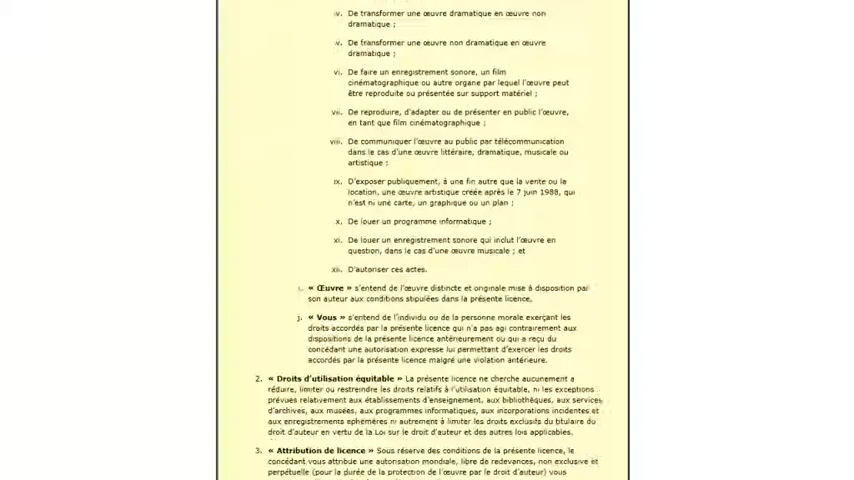 iv. De transformer une œuvre dramatique en œuvre non
dramatique ;
v. De transformer une œuvre non dramatique en œuvre
dramatique ;
vi. De faire un enregistrement sonore, un film
cinématographique ou autre organe par lequel l'œuvre peut
être reproduite ou présentée sur support matériel ;
vii. De reproduire, d'adapter ou de présenter en public l'œuvre,
en tant que film cinématographique ;
viii. De communiquer l'œuvre au public par télécommunication
dans le cas d'une œuvre littéraire, dramatique, musicale ou
artistique ;
ix. D'exposer publiquement, à une fin autre que la vente ou la
location, une œuvre artistique créée après le 7 juin 1988, qui
n'est ni une carte, un graphique ou un plan ;
x. De louer un programme informatique ;
xi. De louer un enregistrement sonore qui inclut l'œuvre en
question, dans le cas d'une œuvre musicale ; et
xii. D'autoriser ces actes.
i. « Œuvre » s'entend de l'œuvre distincte et originale mise à disposition par
son auteur aux conditions stipulées dans la présente licence.
j. « Vous » s'entend de l'individu ou de la personne morale exerçant les
droits accordés par la présente licence qui n'a pas agi contrairement aux
dispositions de la présente licence antérieurement ou qui a reçu du
concédant une autorisation expresse lui permettant d'exercer les droits
accordés par la présente licence malgré une violation antérieure.
2. « Droits d'utilisation équitable » La présente licence ne cherche aucunement à
réduire, limiter ou restreindre les droits relatifs à l'utilisation équitable, ni les exceptions
prévues relativement aux établissements d'enseignement, aux bibliothèques, aux services
d'archives, aux musées, aux programmes informatiques, aux incorporations incidentes et
aux enregistrements éphémères ni autrement à limiter les droits exclusifs du titulaire du
droit d'auteur en vertu de la Loi sur le droit d'auteur et des autres lois applicables.
3. « Attribution de licence » Sous réserve des conditions de la présente licence, le
concédant vous attribue une autorisation mondiale, libre de redevances, non exclusive et
perpétuelle (pour la durée de la protection de l'œuvre par le droit d'auteur) vous